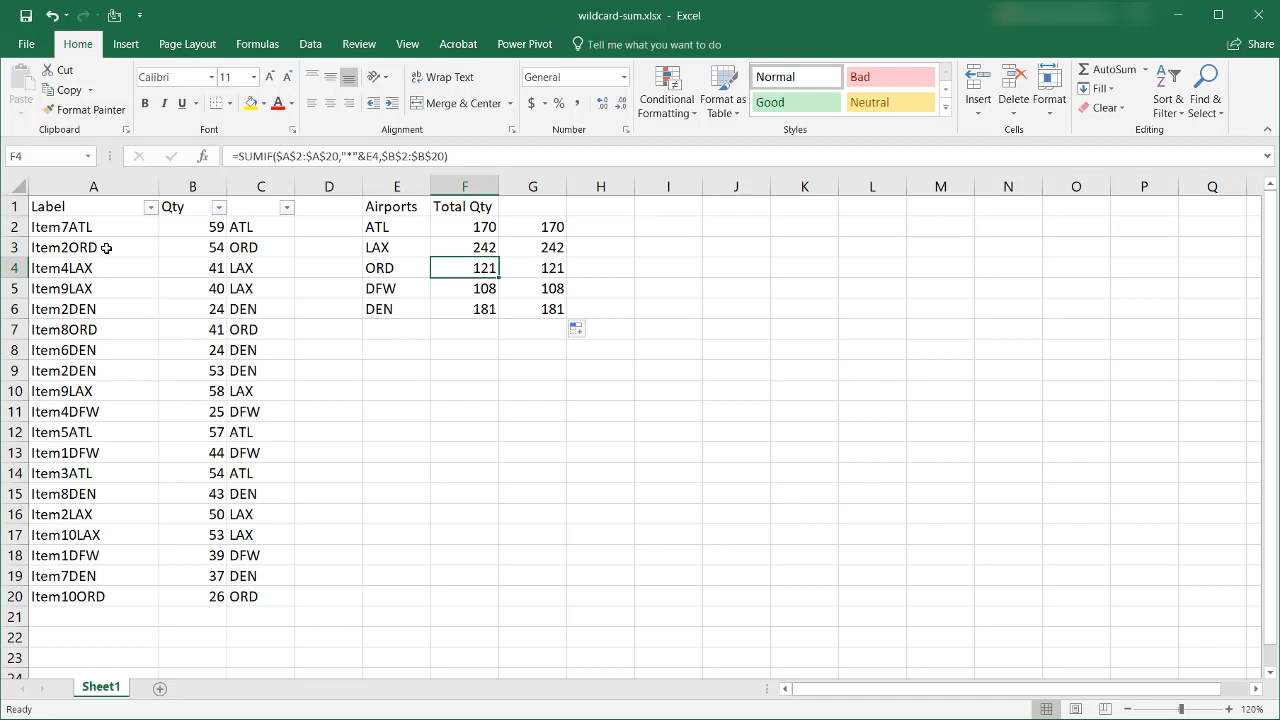 wildcard-sum.xlsx - Excel
File Home Insert Page Layout Formulas Data Review View Acrobat Power Pivot Tell me what you want to do Share
Paste
Cut
Copy
Format Painter
Clipboard
Calibri 11
B I U
Font
Wrap Text
Merge & Center
Alignment
General
$ % ,
Number
Conditional Formatting
Format as Table
Normal Bad
Good Neutral
Styles
Insert Delete Format
Cells
AutoSum
Fill
Clear
Sort & Filter
Find & Select
Editing
F4 fx =SUMIF($A$2:$A$20,"*"&E4,$B$2:$B$20)
A B C D E F G H I J K L M N O P Q
1 Label Qty Airports Total Qty
2 Item7ATL 59 ATL ATL 170 170
3 Item2ORD 54 ORD LAX 242 242
4 Item4LAX 41 LAX ORD 121 121
5 Item9LAX 40 LAX DFW 108 108
6 Item2DEN 24 DEN DEN 181 181
7 Item8ORD 41 ORD
8 Item6DEN 24 DEN
9 Item2DEN 53 DEN
10 Item9LAX 58 LAX
11 Item4DFW 25 DFW
12 Item5ATL 57 ATL
13 Item1DFW 44 DFW
14 Item3ATL 54 ATL
15 Item8DEN 43 DEN
16 Item2LAX 50 LAX
17 Item10LAX 53 LAX
18 Item1DFW 39 DFW
19 Item7DEN 37 DEN
20 Item10ORD 26 ORD
21
22
23
24
Sheet1
Ready 120%